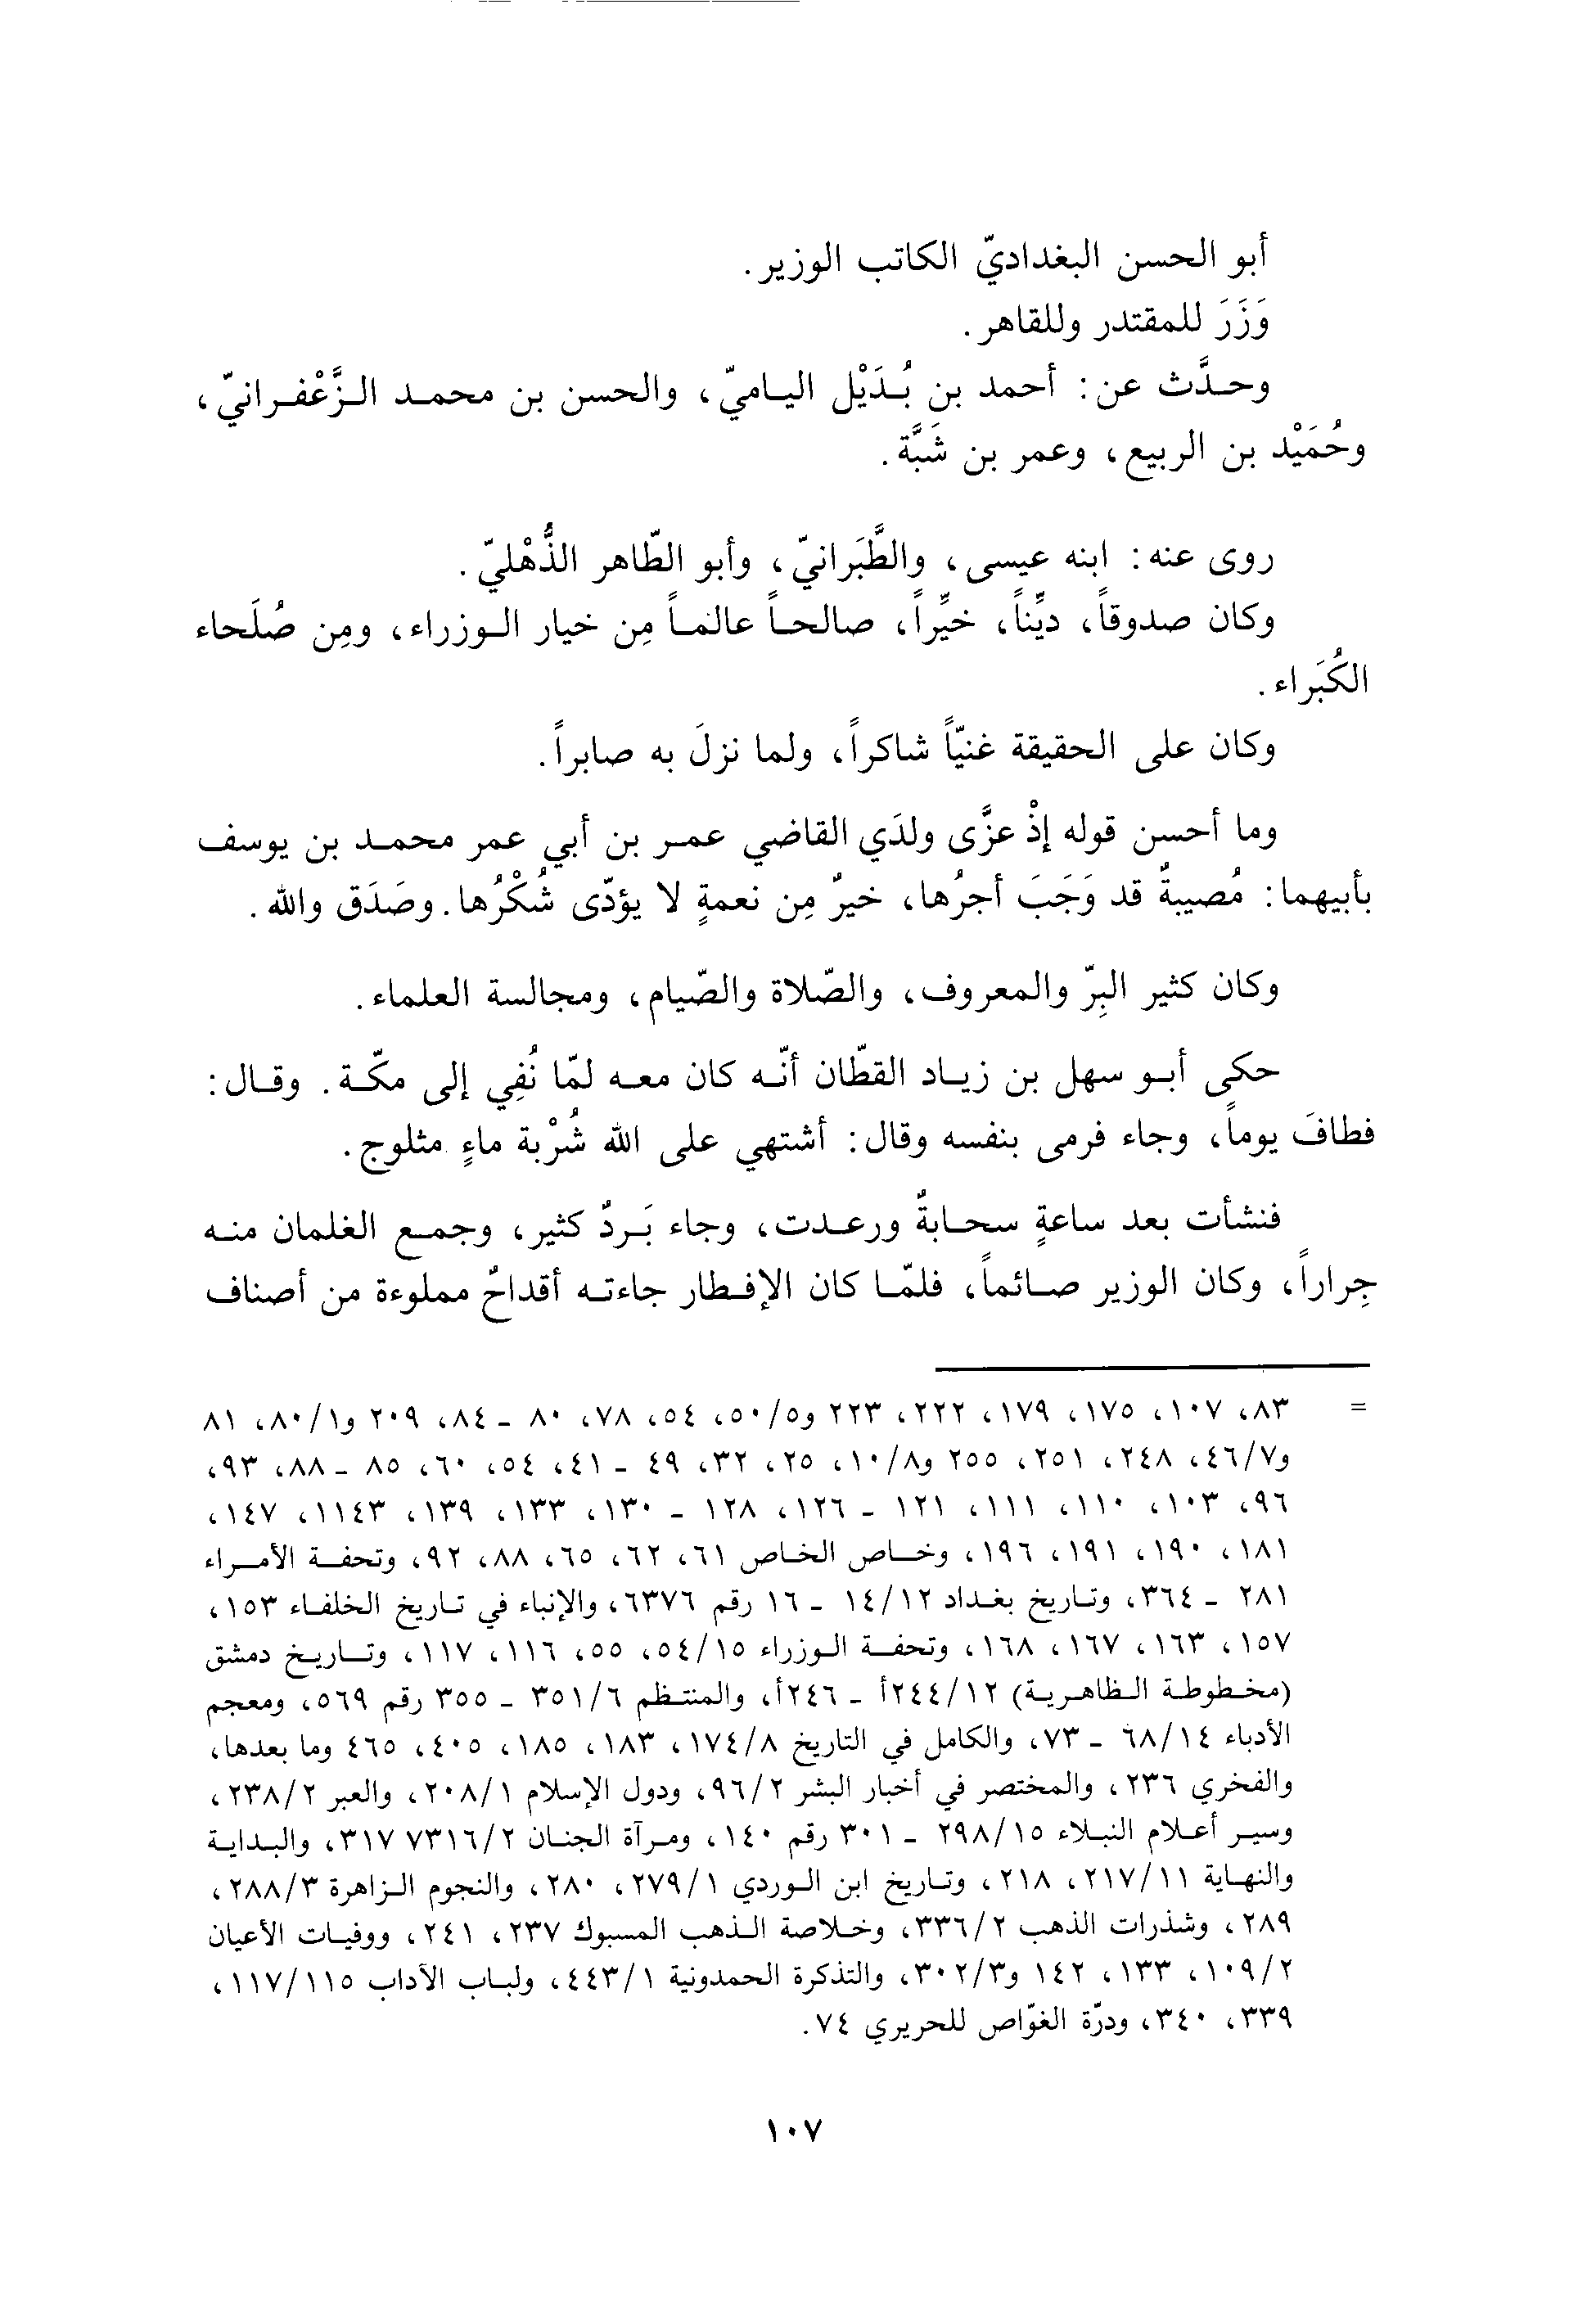 أبو الحسن البغداديّ الكاتب الوزير.
وَزَرَ للمقتدر وللقاهر.
وحدَّث عن: أحمد بن بُدَيْل الياميّ، والحسن بن محمد الزَّعْفرانيّ،
وحُمَيْد بن الربيع، وعمر بن شَبَّة.
روى عنه: ابنه عيسى، والطَّبَرانيّ، وأبو الطّاهر الذُّهْليّ.
وكان صدوقاً، ديِّناً، خيِّراً، صالحاً عالماً مِن خيار الوزراء، ومِن صُلَحاء
الكُبَراء.
وكان على الحقيقة غنيّاً شاكراً، ولما نزلَ به صابراً.
وما أحسن قوله إذْ عزَّى ولدَي القاضي عمر بن أبي عمر محمد بن يوسف
بأبيهما: مُصيبةٌ قد وَجَبَ أجرُها، خيرٌ مِن نعمةٍ لا يؤدّى شُكْرُها. وصَدَق والله.
وكان كثير البِرّ والمعروف، والصّلاة والصّيام، ومجالسة العلماء.
حكى أبو سهل بن زياد القطّان أنّه كان معه لمّا نُفِي إلى مكّة. وقال:
فطافَ يوماً، وجاء فرمى بنفسه وقال: أشتهي على الله شُرْبة ماءٍ مثلوج.
فنشأت بعد ساعةٍ سحابةٌ ورعدت، وجاء بَردٌ كثير، وجمع الغلمان منه
جِراراً، وكان الوزير صائماً، فلمّا كان الإفطار جاءته أقداحٌ مملوءة من أصناف
= ٨٣، ١٠٧، ١٧٥، ١٧٩، ٢٢٢، ٢٢٣ و٥/٥٠، ٥٤، ٧٨، ٨٠ - ٨٤، ٢٠٩ و١/٨٠، ٨١
و٤٦/٧، ٢٤٨، ٢٥١، ٢٥٥ و١٠/٨، ٢٥، ٣٢، ٤٩ - ٤١، ٥٤، ٦٠، ٨٥ - ٨٨، ٩٣،
٩٦، ١٠٣، ١١٠، ١١١، ١٢١ - ١٢٦، ١٢٨ - ١٣٠، ١٣٣، ١٣٩، ١١٤٣، ١٤٧،
١٨١، ١٩٠، ١٩١، ١٩٦، وخاص الخاص ٦١، ٦٢، ٦٥، ٨٨، ٩٢، وتحفة الأمراء
٢٨١ - ٣٦٤، وتاريخ بغداد ١٤/١٢ - ١٦ رقم ٦٣٧٦، والإنباء في تاريخ الخلفاء ١٥٣،
١٥٧، ١٦٣، ١٦٧، ١٦٨، وتحفة الوزراء ٥٤/١٥، ٥٥، ١١٦، ١١٧، وتاريخ دمشق
(مخطوطة الظاهرية) ٢٤٤/١٢أ - ٢٤٦أ، والمنتظم ٣٥١/٦ - ٣٥٥ رقم ٥٦٩، ومعجم
الأدباء ٦٨/١٤ - ٧٣، والكامل في التاريخ ١٧٤/٨، ١٨٣، ١٨٥، ٤٠٥، ٤٦٥ وما بعدها،
والفخري ٢٣٦، والمختصر في أخبار البشر ٩٦/٢، ودول الإسلام ٢٠٨/١، والعبر ٢٣٨/٢،
وسير أعلام النبلاء ٢٩٨/١٥ - ٣٠١ رقم ١٤٠، ومرآة الجنان ٧٣١٦/٢ ٣١٧، والبداية
والنهاية ٢١٧/١١، ٢١٨، وتاريخ ابن الوردي ٢٧٩/١، ٢٨٠، والنجوم الزاهرة ٢٨٨/٣،
٢٨٩، وشذرات الذهب ٣٣٦/٢، وخلاصة الذهب المسبوك ٢٣٧، ٢٤١، ووفيات الأعيان
١٠٩/٢، ١٣٣، ١٤٢ و٣٠٢/٣، والتذكرة الحمدونية ٤٤٣/١، ولباب الآداب ١١٧/١١٥،
٣٣٩، ٣٤٠، ودرّة الغوّاص للحريري ٧٤.
١٠٧